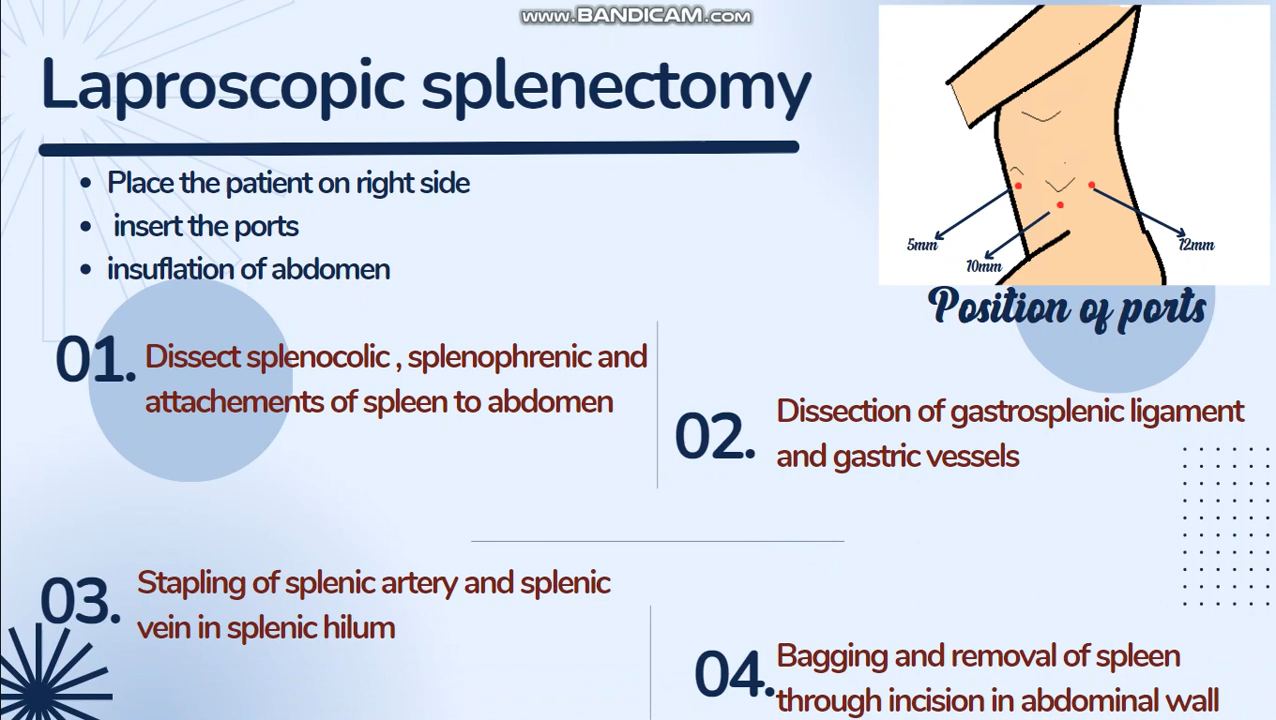 www.BANDICAM.com
Laproscopic splenectomy
• Place the patient on right side
• insert the ports
• insuflation of abdomen
5mm
10mm
12mm
Position of ports
01. Dissect splenocolic , splenophrenic and
attachements of spleen to abdomen
02. Dissection of gastrosplenic ligament
and gastric vessels
03. Stapling of splenic artery and splenic
vein in splenic hilum
04. Bagging and removal of spleen
through incision in abdominal wall